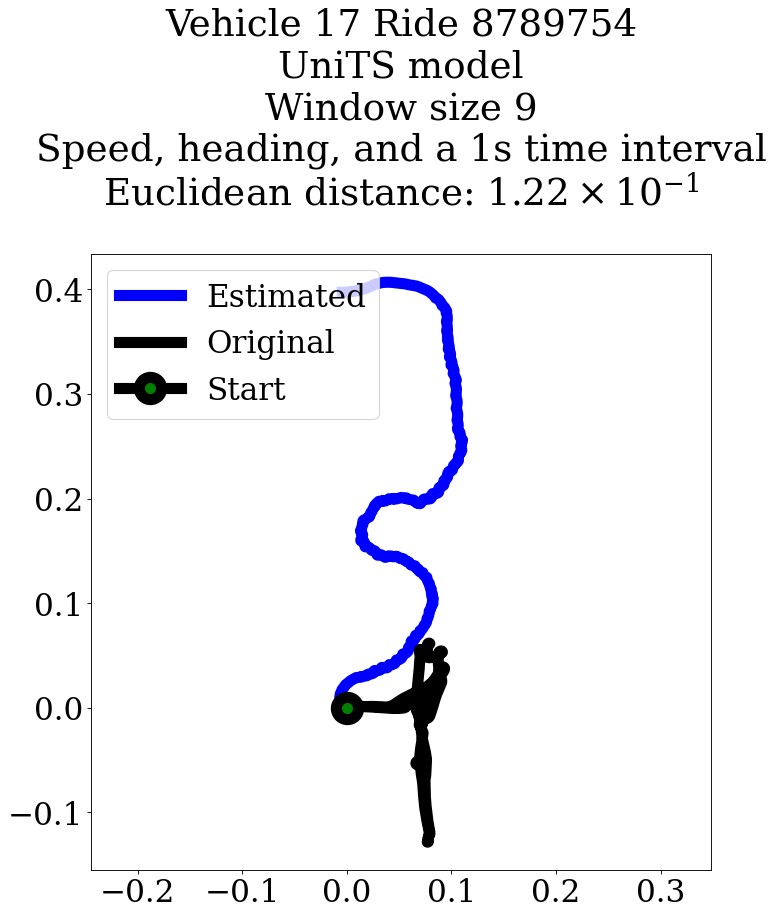 Vehicle 17 Ride 8789754
UniTS model
Window size 9
Speed, heading, and a 1s time interval
Euclidean distance: 1.22 × 10⁻¹
Estimated
Original
Start
0.4
0.3
0.2
0.1
0.0
−0.1
−0.2 −0.1 0.0 0.1 0.2 0.3